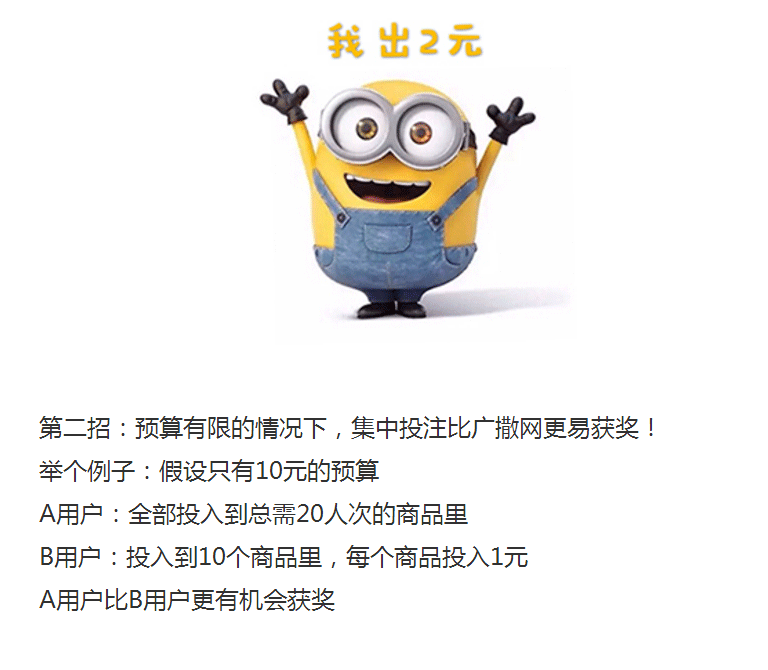 我出2元
第二招：预算有限的情况下，集中投注比广撒网更易获奖！
举个例子：假设只有10元的预算
A用户：全部投入到总需20人次的商品里
B用户：投入到10个商品里，每个商品投入1元
A用户比B用户更有机会获奖